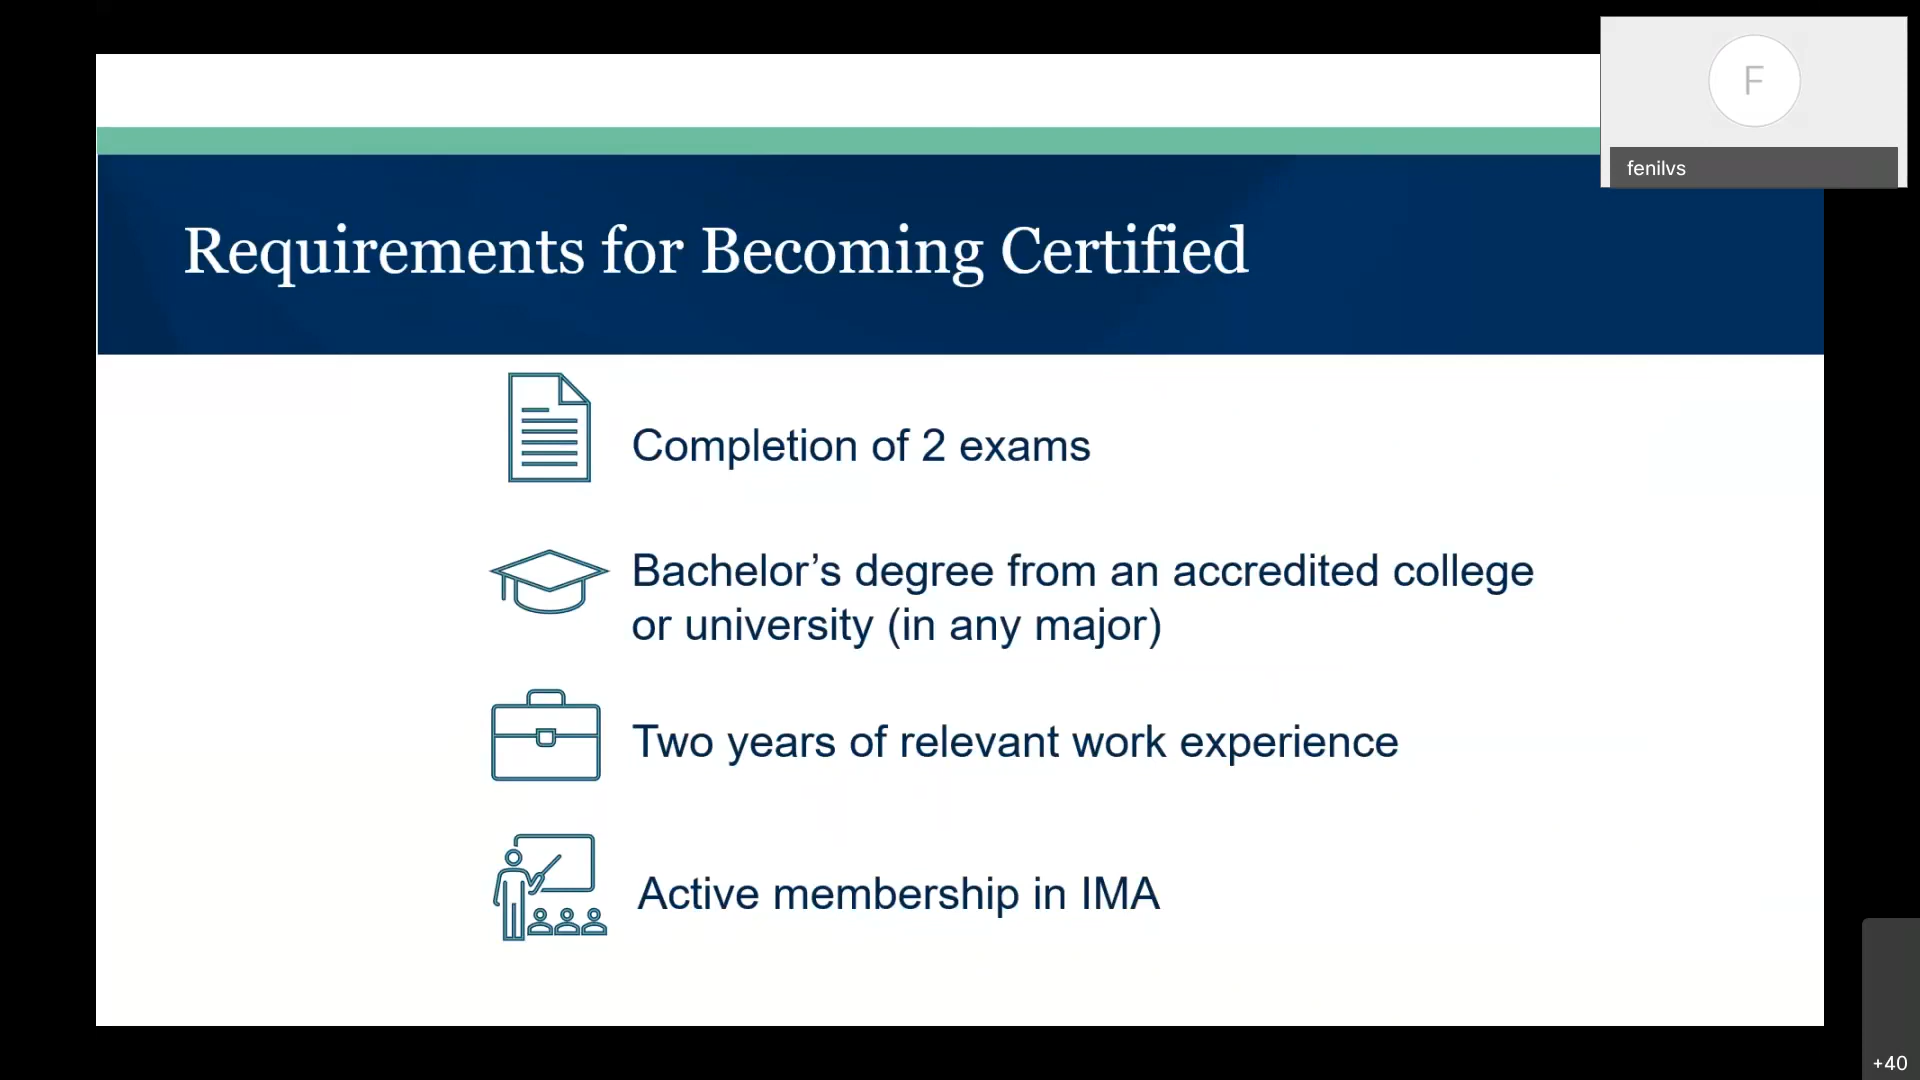 F
fenilvs
Requirements for Becoming Certified
Completion of 2 exams
Bachelor’s degree from an accredited college
or university (in any major)
Two years of relevant work experience
Active membership in IMA
+40